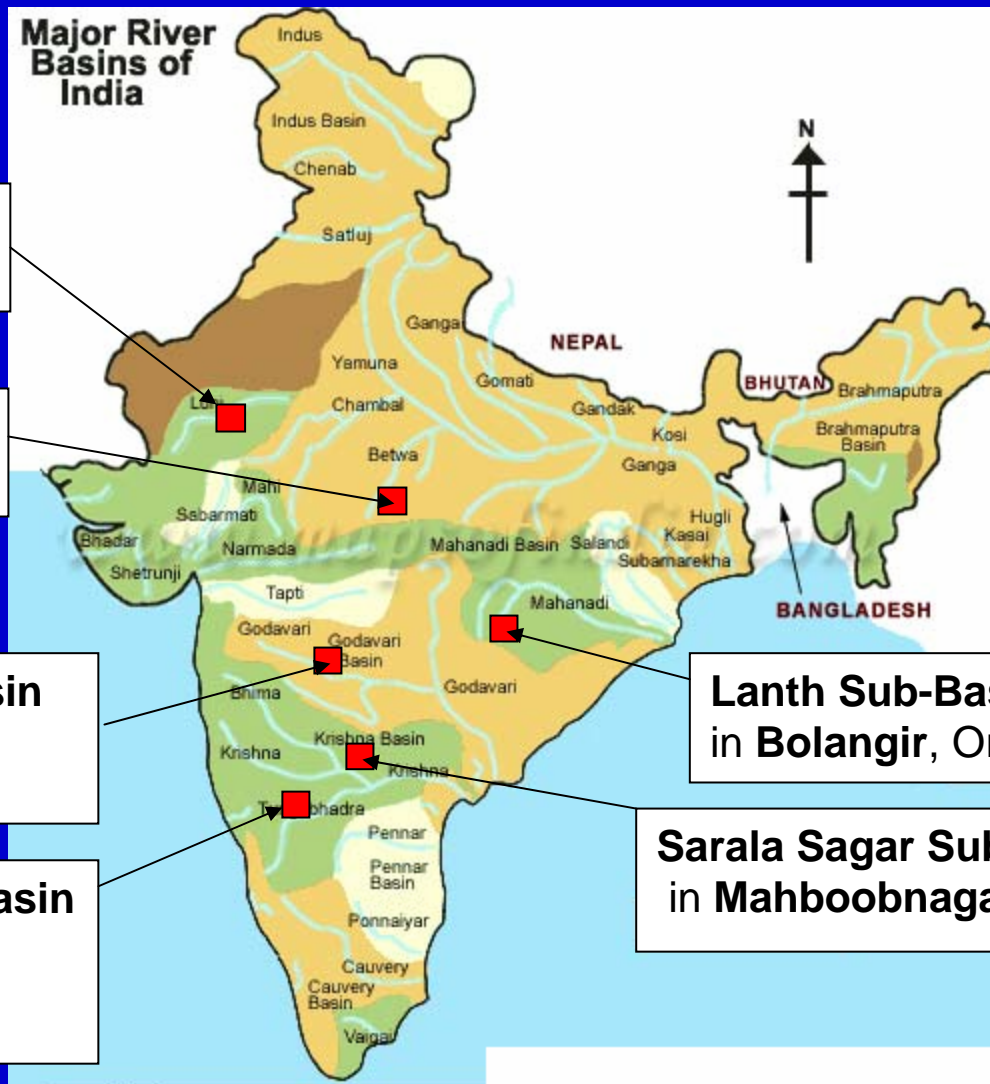 Major River
Basins of
India
N
Indus
Indus Basin
Chenab
Satluj
Ganga
NEPAL
Yamuna
Gomati
BHUTAN
Brahmaputra
Chambal
Gandak
Kosi
Brahmaputra
Basin
Betwa
Ganga
Mahi
Sabarmati
Hugli
Kasai
Bhadar
Narmada
Mahanadi Basin
Salandi
Subarnarekha
Shetrunji
Tapti
Mahanadi
BANGLADESH
Godavari
Godavari
Basin
Godavari
Bhima
Lanth Sub-Bas
in Bolangir, Or
sin
Krishna
Krishna Basin
Krishna
bhadra
Pennar
Pennar
Basin
Sarala Sagar Sub
in Mahboobnaga
asin
Ponnaiyar
Cauvery
Cauvery
Basin
Vaigai